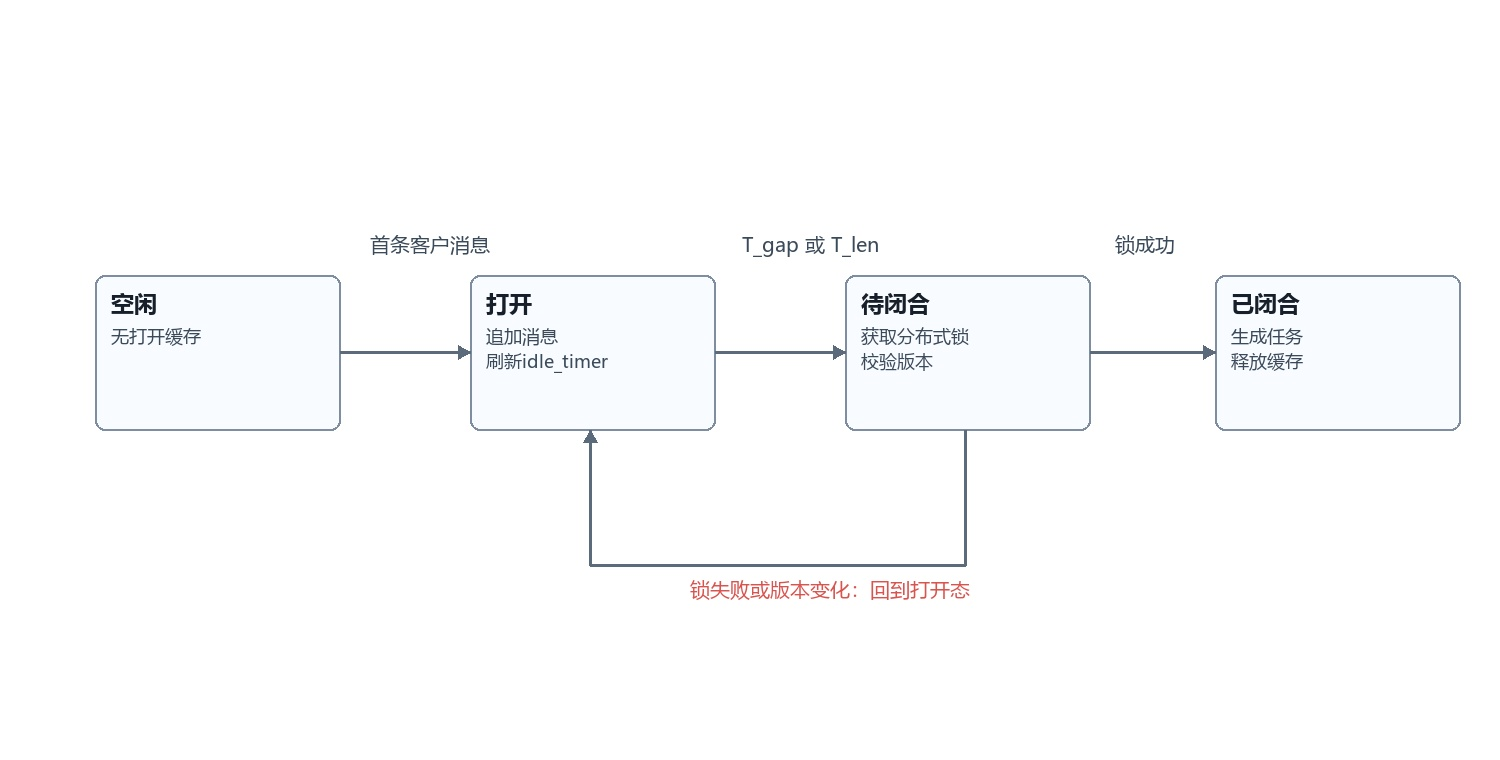 首条客户消息
T_gap 或 T_len
锁成功
空闲
无打开缓存
打开
追加消息
刷新idle_timer
待闭合
获取分布式锁
校验版本
已闭合
生成任务
释放缓存
锁失败或版本变化：回到打开态